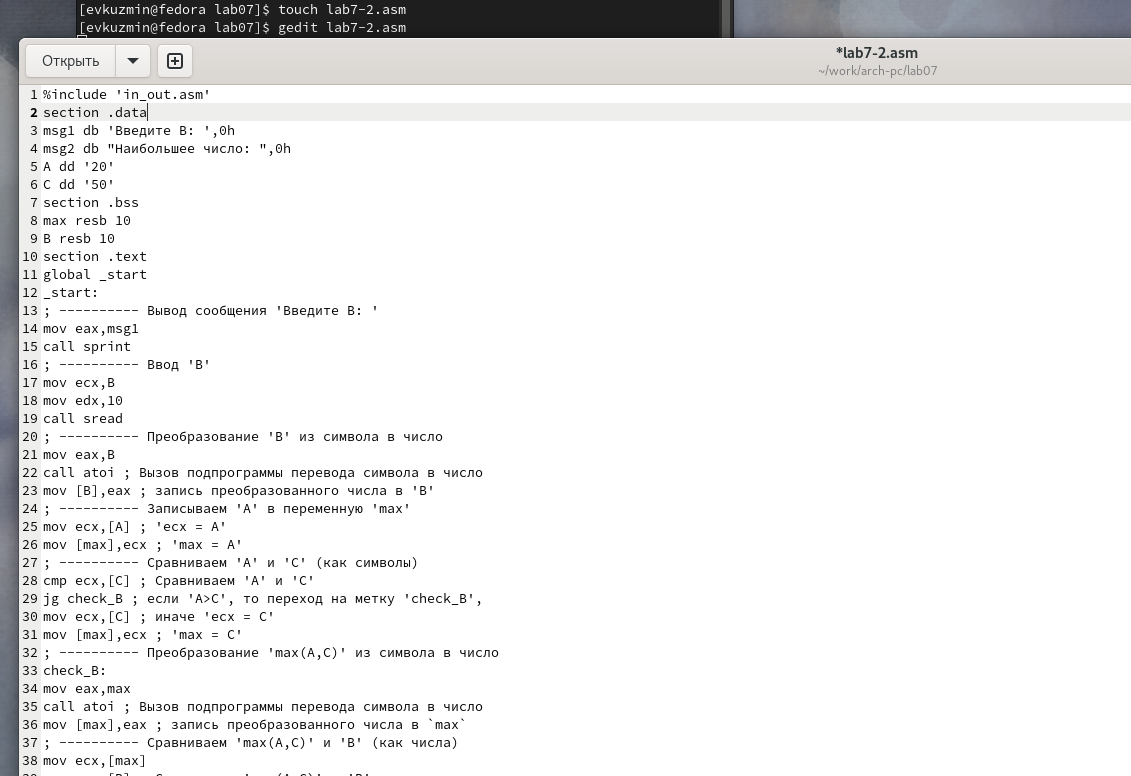 [evkuzmin@fedora lab07]$ touch lab7-2.asm
[evkuzmin@fedora lab07]$ gedit lab7-2.asm
Открыть
*lab7-2.asm
~/work/arch-pc/lab07
1 %include 'in_out.asm'
2 section .data
3 msg1 db 'Введите B: ',0h
4 msg2 db "Наибольшее число: ",0h
5 A dd '20'
6 C dd '50'
7 section .bss
8 max resb 10
9 B resb 10
10 section .text
11 global _start
12 _start:
13 ; ---------- Вывод сообщения 'Введите B: '
14 mov eax,msg1
15 call sprint
16 ; ---------- Ввод 'B'
17 mov ecx,B
18 mov edx,10
19 call sread
20 ; ---------- Преобразование 'B' из символа в число
21 mov eax,B
22 call atoi ; Вызов подпрограммы перевода символа в число
23 mov [B],eax ; запись преобразованного числа в 'B'
24 ; ---------- Записываем 'A' в переменную 'max'
25 mov ecx,[A] ; 'ecx = A'
26 mov [max],ecx ; 'max = A'
27 ; ---------- Сравниваем 'A' и 'C' (как символы)
28 cmp ecx,[C] ; Сравниваем 'A' и 'C'
29 jg check_B ; если 'A>C', то переход на метку 'check_B',
30 mov ecx,[C] ; иначе 'ecx = C'
31 mov [max],ecx ; 'max = C'
32 ; ---------- Преобразование 'max(A,C)' из символа в число
33 check_B:
34 mov eax,max
35 call atoi ; Вызов подпрограммы перевода символа в число
36 mov [max],eax ; запись преобразованного числа в `max`
37 ; ---------- Сравниваем 'max(A,C)' и 'B' (как числа)
38 mov ecx,[max]